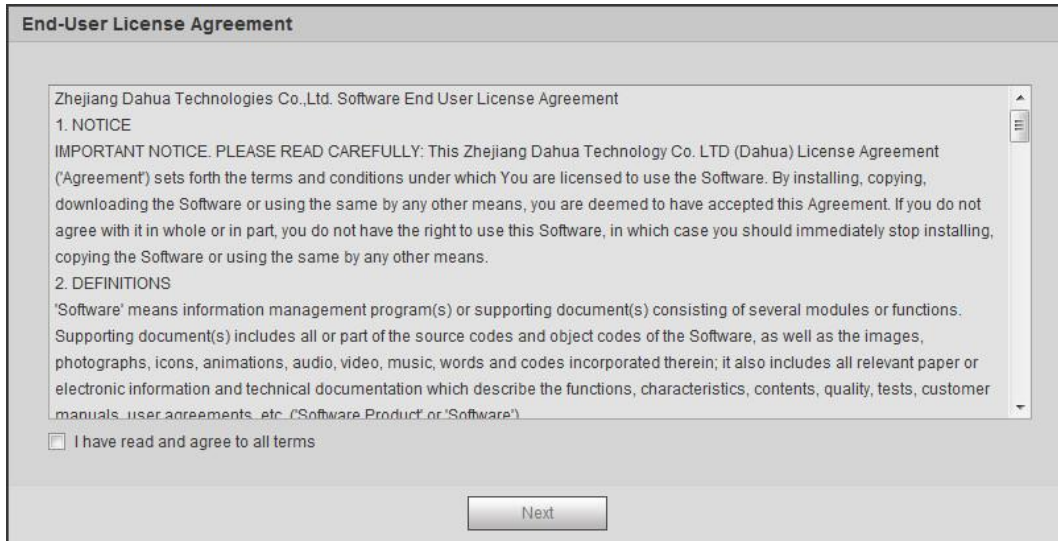 End-User License Agreement
Zhejiang Dahua Technologies Co.,Ltd. Software End User License Agreement
1. NOTICE
IMPORTANT NOTICE. PLEASE READ CAREFULLY: This Zhejiang Dahua Technology Co. LTD (Dahua) License Agreement
('Agreement') sets forth the terms and conditions under which You are licensed to use the Software. By installing, copying,
downloading the Software or using the same by any other means, you are deemed to have accepted this Agreement. If you do not
agree with it in whole or in part, you do not have the right to use this Software, in which case you should immediately stop installing,
copying the Software or using the same by any other means.
2. DEFINITIONS
'Software' means information management program(s) or supporting document(s) consisting of several modules or functions.
Supporting document(s) includes all or part of the source codes and object codes of the Software, as well as the images,
photographs, icons, animations, audio, video, music, words and codes incorporated therein; it also includes all relevant paper or
electronic information and technical documentation which describe the functions, characteristics, contents, quality, tests, customer
manuals, user agreements, etc. ('Software Product' or 'Software')
I have read and agree to all terms
Next